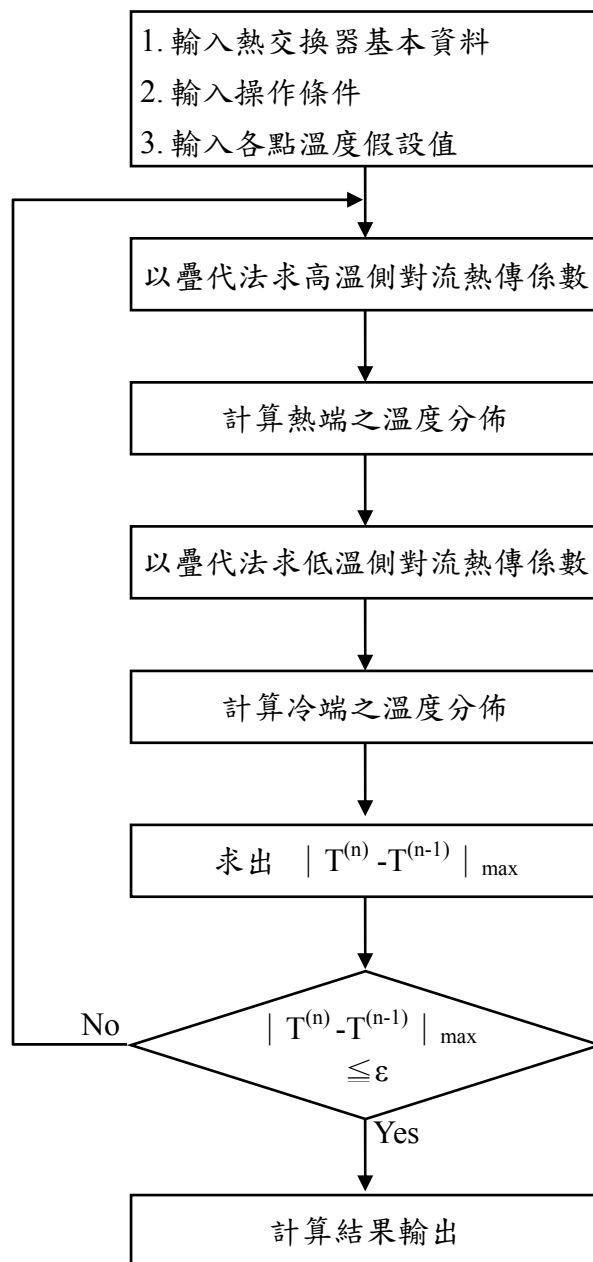 1. 輸入熱交換器基本資料
2. 輸入操作條件
3. 輸入各點溫度假設值
以疊代法求高溫側對流熱傳係數
計算熱端之溫度分佈
以疊代法求低溫側對流熱傳係數
計算冷端之溫度分佈
求出 | T(n) -T(n-1) | max
No
| T(n) -T(n-1) | max
≦ε
Yes
計算結果輸出